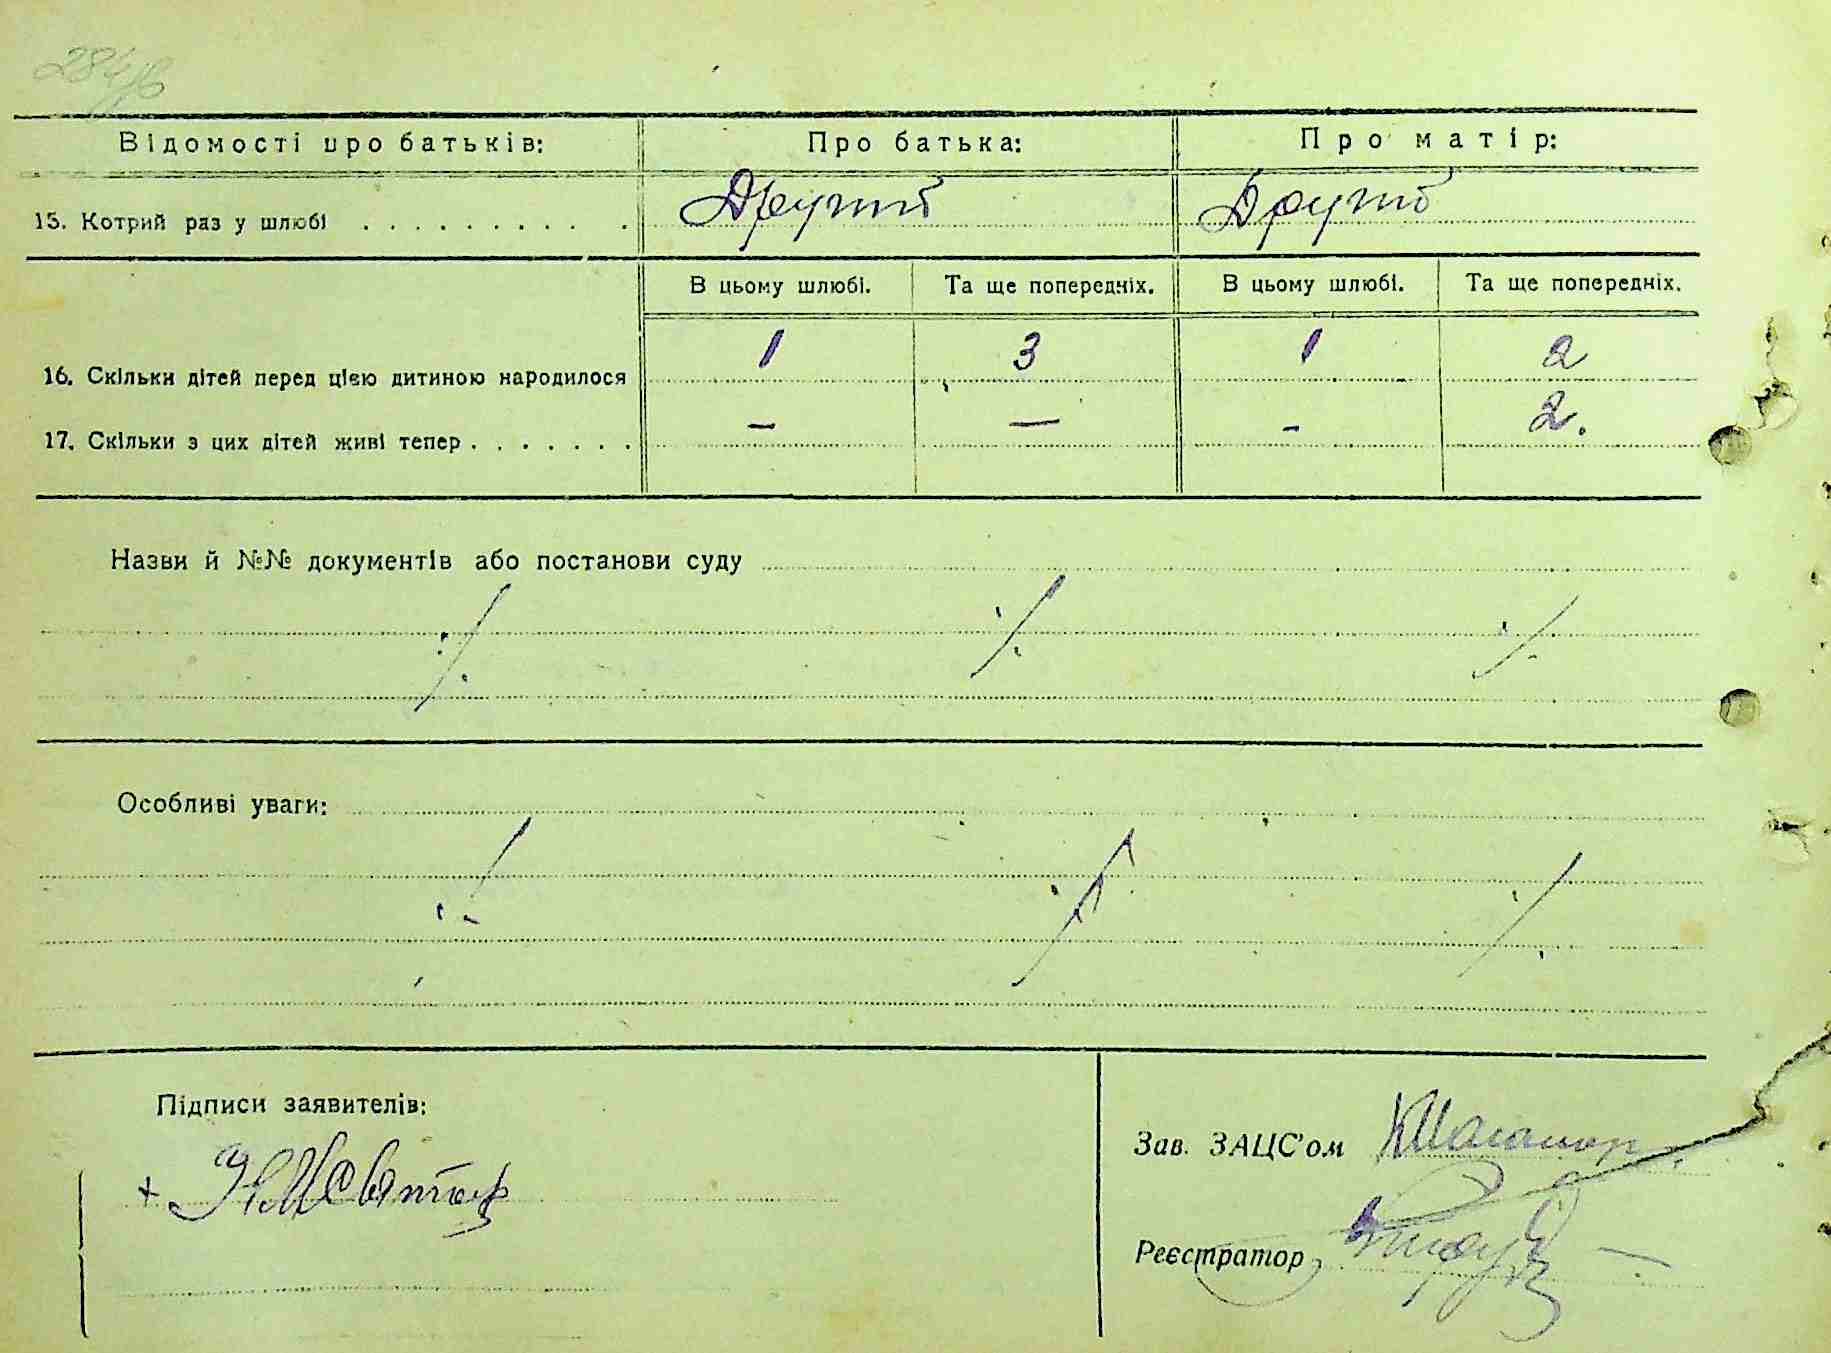 284зв
Відомості про батьків: Про батька: Про матір:
15. Котрий раз у шлюбі . . . . . . . . . . Другий Другий
В цьому шлюбі. Та ще попередніх. В цьому шлюбі. Та ще попередніх.
16. Скільки дітей перед цією дитиною народилося 1 3 1 2
17. Скільки з цих дітей живі тепер . . . . . . . — — - 2.
Назви й №№ документів або постанови суду
Особливі уваги:
Підписи заявителів:
Зав. ЗАЦС'ом
+
Реєстратор